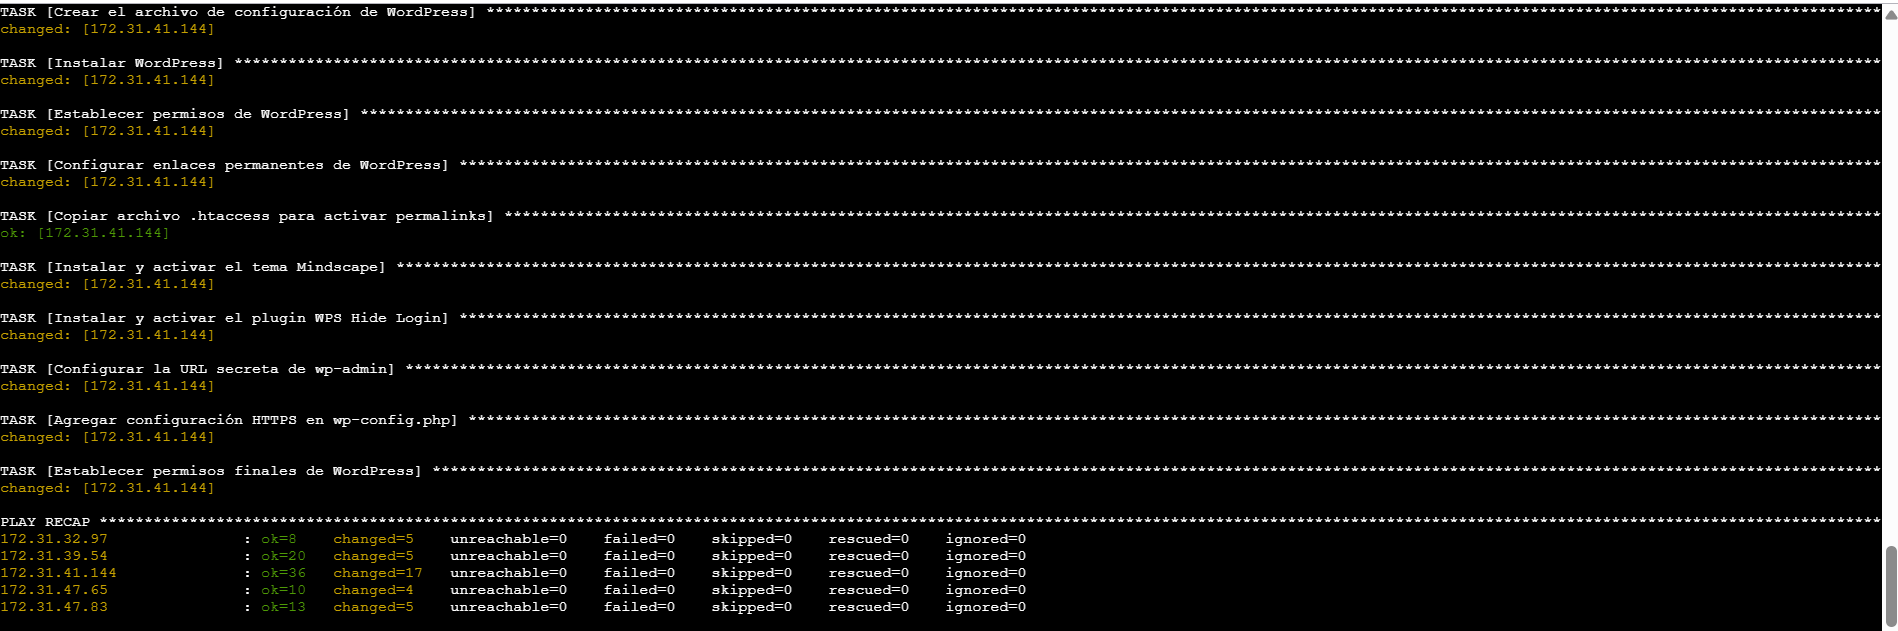 TASK [Crear el archivo de configuración de WordPress] ***********************************************************************************************************************************************************
changed: [172.31.41.144]
TASK [Instalar WordPress] ***************************************************************************************************************************************************************************************
changed: [172.31.41.144]
TASK [Establecer permisos de WordPress] *************************************************************************************************************************************************************************
changed: [172.31.41.144]
TASK [Configurar enlaces permanentes de WordPress] **************************************************************************************************************************************************************
changed: [172.31.41.144]
TASK [Copiar archivo .htaccess para activar permalinks] *********************************************************************************************************************************************************
ok: [172.31.41.144]
TASK [Instalar y activar el tema Mindscape] *********************************************************************************************************************************************************************
changed: [172.31.41.144]
TASK [Instalar y activar el plugin WPS Hide Login] **************************************************************************************************************************************************************
changed: [172.31.41.144]
TASK [Configurar la URL secreta de wp-admin] ********************************************************************************************************************************************************************
changed: [172.31.41.144]
TASK [Agregar configuración HTTPS en wp-config.php] *************************************************************************************************************************************************************
changed: [172.31.41.144]
TASK [Establecer permisos finales de WordPress] *****************************************************************************************************************************************************************
changed: [172.31.41.144]
PLAY RECAP ******************************************************************************************************************************************************************************************************
172.31.32.97 : ok=8 changed=5 unreachable=0 failed=0 skipped=0 rescued=0 ignored=0
172.31.39.54 : ok=20 changed=5 unreachable=0 failed=0 skipped=0 rescued=0 ignored=0
172.31.41.144 : ok=36 changed=17 unreachable=0 failed=0 skipped=0 rescued=0 ignored=0
172.31.47.65 : ok=10 changed=4 unreachable=0 failed=0 skipped=0 rescued=0 ignored=0
172.31.47.83 : ok=13 changed=5 unreachable=0 failed=0 skipped=0 rescued=0 ignored=0